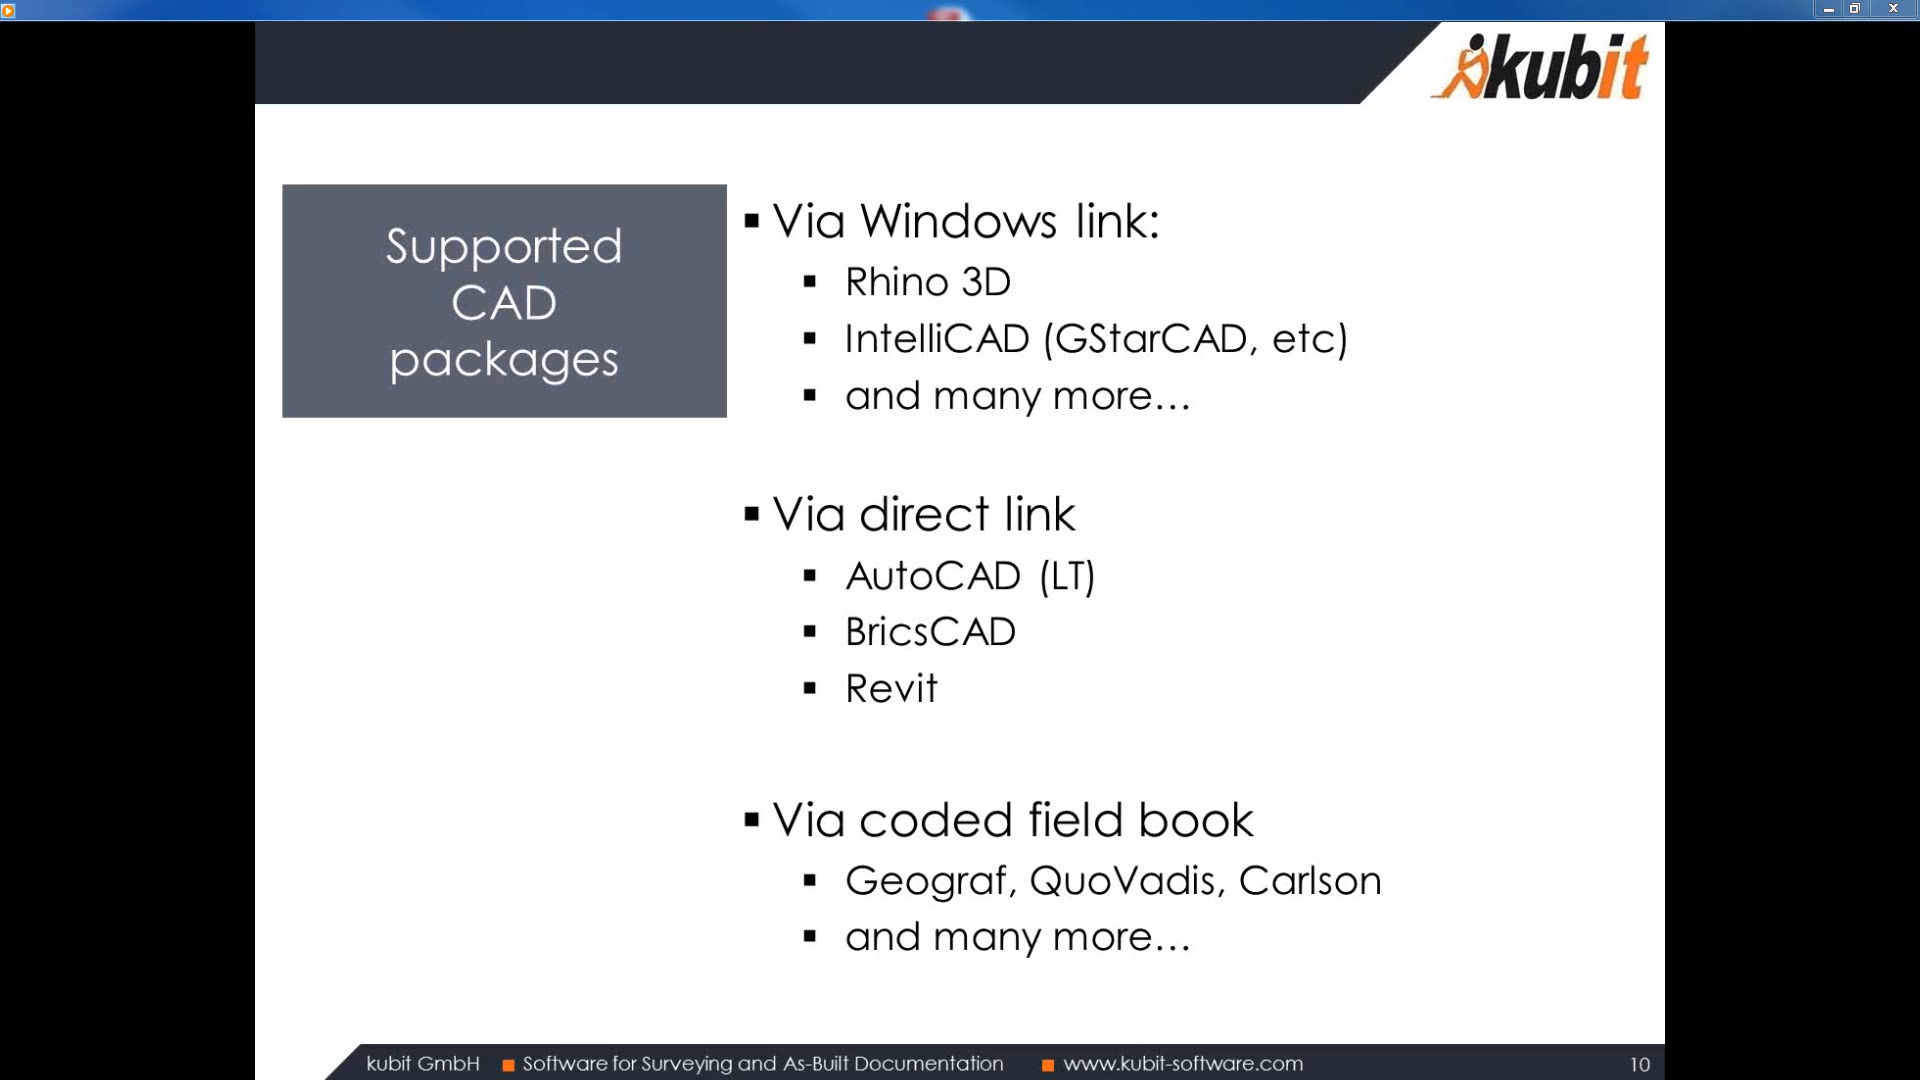 kubit
Supported
CAD
packages
▪ Via Windows link:
▪ Rhino 3D
▪ IntelliCAD (GStarCAD, etc)
▪ and many more…
▪ Via direct link
▪ AutoCAD (LT)
▪ BricsCAD
▪ Revit
▪ Via coded field book
▪ Geograf, QuoVadis, Carlson
▪ and many more…
kubit GmbH ■ Software for Surveying and As-Built Documentation ■ www.kubit-software.com 10